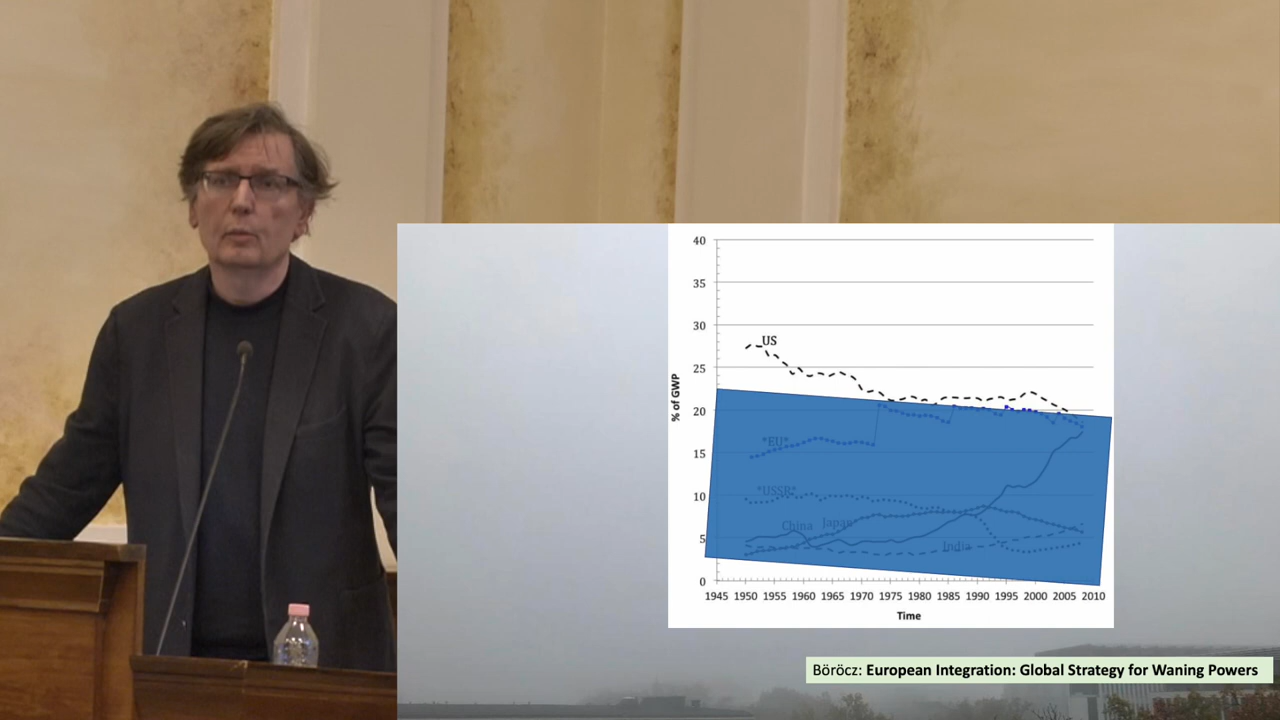 40
35
30
25
20
15
10
5
0
% of GWP
US
*EU*
*USSR*
China Japan
India
1945 1950 1955 1960 1965 1970 1975 1980 1985 1990 1995 2000 2005 2010
Time
Böröcz: European Integration: Global Strategy for Waning Powers